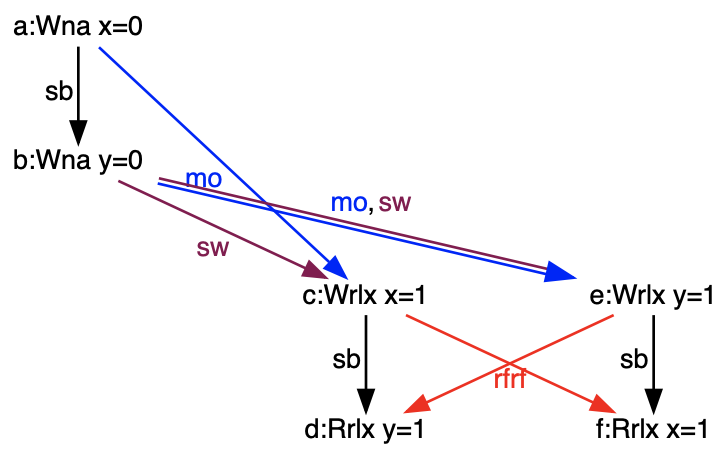 a:Wna x=0
sb
b:Wna y=0
mo
mo,sw
sw
c:Wrlx x=1 e:Wrlx y=1
sb sb
rfrf
d:Rrlx y=1 f:Rrlx x=1